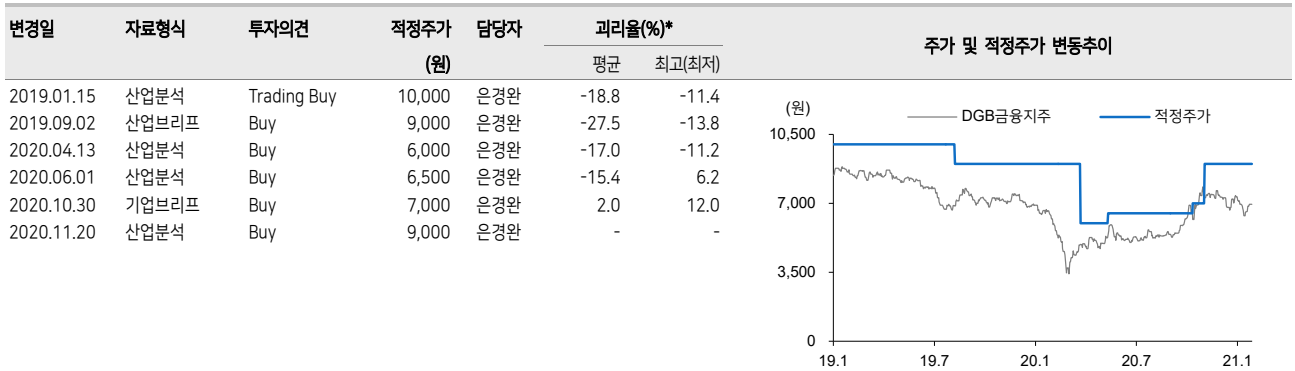 변경일 자료형식 투자의견 적정주가 담당자 괴리율(%)* 주가 및 적정주가 변동추이
(원) 평균 최고(최저)
2019.01.15 산업분석 Trading Buy 10,000 은경완 -18.8 -11.4
2019.09.02 산업브리프 Buy 9,000 은경완 -27.5 -13.8
2020.04.13 산업분석 Buy 6,000 은경완 -17.0 -11.2
2020.06.01 산업분석 Buy 6,500 은경완 -15.4 6.2
2020.10.30 기업브리프 Buy 7,000 은경완 2.0 12.0
2020.11.20 산업분석 Buy 9,000 은경완 - -
(원) DGB금융지주 적정주가
10,500
7,000
3,500
0
19.1 19.7 20.1 20.7 21.1